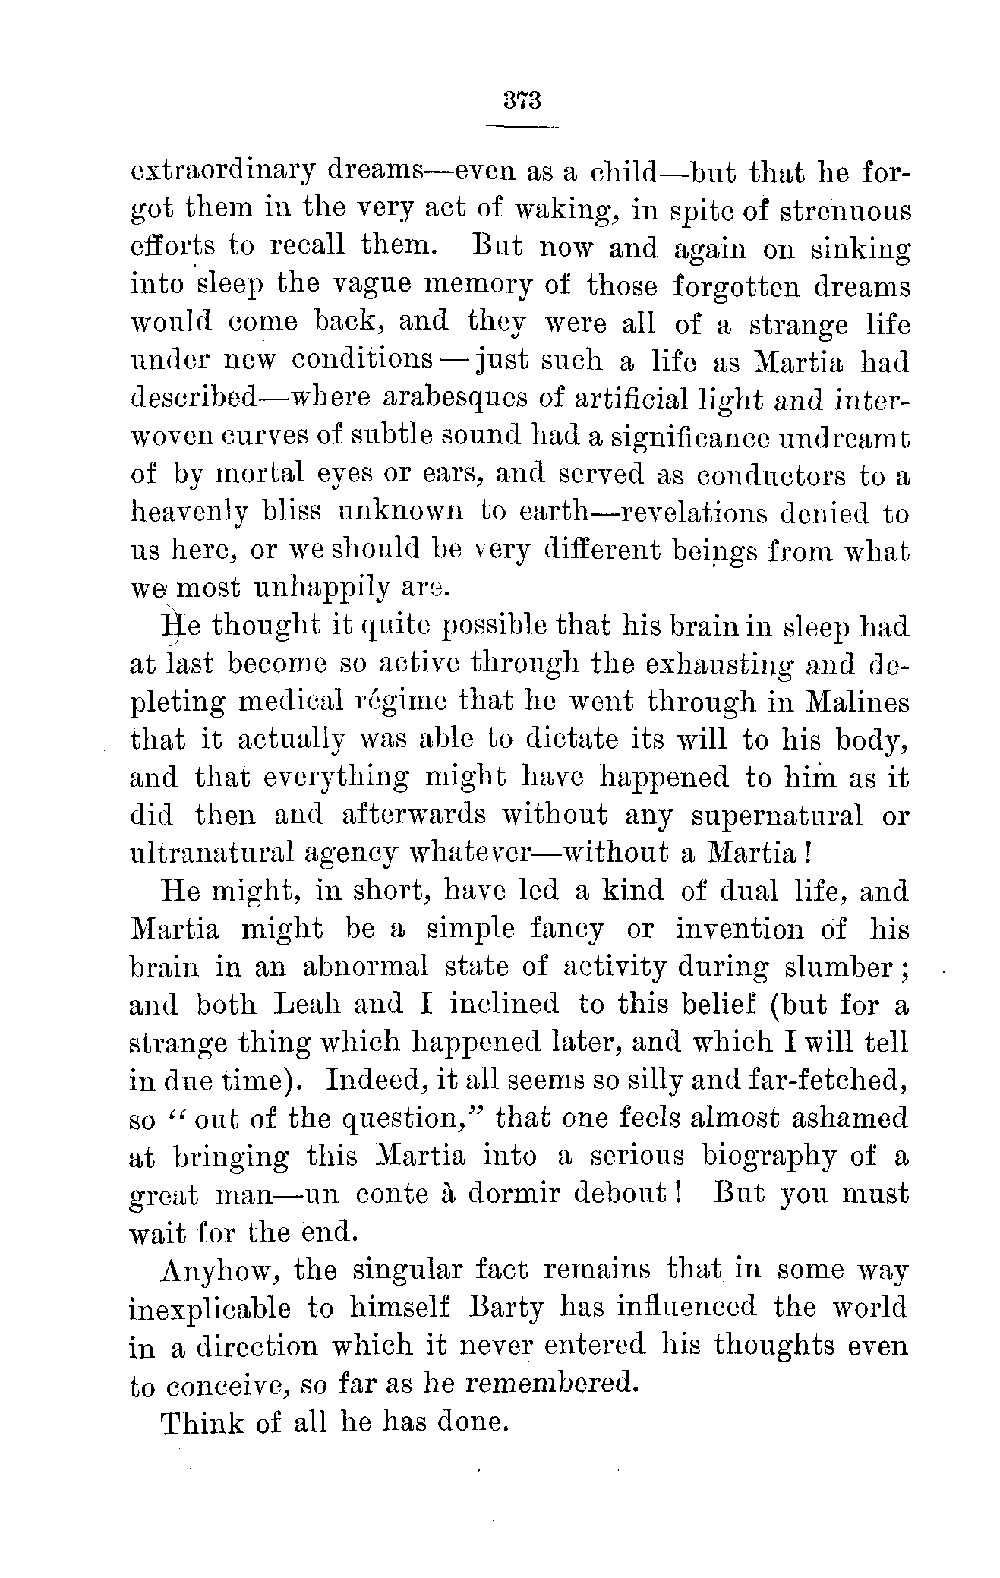 373
extraordinary dreams—even as a child—but that he for-
got them in the very act of waking, in spite of strenuous
efforts to recall them. But now and again on sinking
into sleep the vague memory of those forgotten dreams
would come back, and they were all of a strange life
under new conditions—just such a life as Martia had
described—where arabesques of artificial light and inter-
woven curves of subtle sound had a significance undreamt
of by mortal eyes or ears, and served as conductors to a
heavenly bliss unknown to earth—revelations denied to
us here, or we should be very different beings from what
we most unhappily are.
He thought it quite possible that his brain in sleep had
at last become so active through the exhausting and de-
pleting medical régime that he went through in Malines
that it actually was able to dictate its will to his body,
and that everything might have happened to him as it
did then and afterwards without any supernatural or
ultranatural agency whatever—without a Martia!
He might, in short, have led a kind of dual life, and
Martia might be a simple fancy or invention of his
brain in an abnormal state of activity during slumber;
and both Leah and I inclined to this belief (but for a
strange thing which happened later, and which I will tell
in due time). Indeed, it all seems so silly and far-fetched,
so "out of the question," that one feels almost ashamed
at bringing this Martia into a serious biography of a
great man—un conte à dormir debout! But you must
wait for the end.
Anyhow, the singular fact remains that in some way
inexplicable to himself Barty has influenced the world
in a direction which it never entered his thoughts even
to conceive, so far as he remembered.
Think of all he has done.